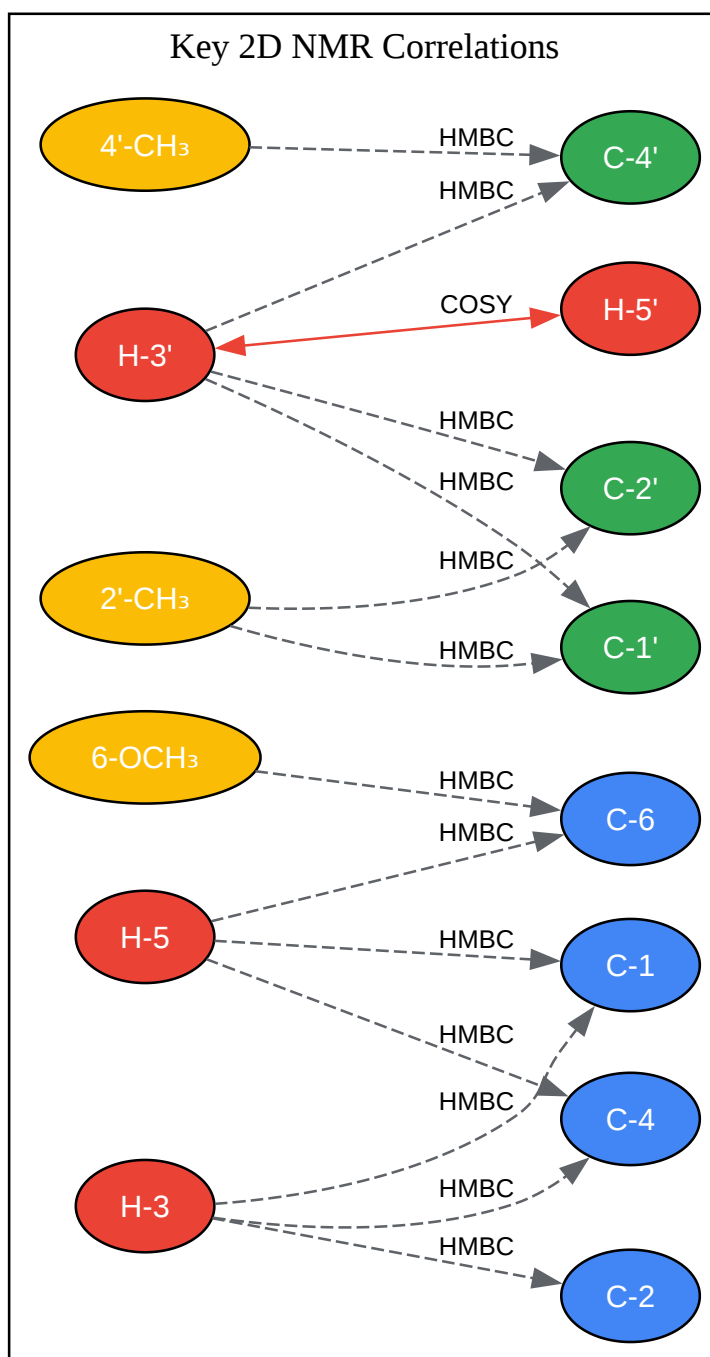 Key 2D NMR Correlations
4'-CH₃
HMBC
C-4'
HMBC
H-3'
COSY
H-5'
HMBC
C-2'
HMBC
2'-CH₃
HMBC
C-1'
HMBC
6-OCH₃
HMBC
C-6
HMBC
H-5
HMBC
C-1
HMBC
C-4
HMBC
H-3
HMBC
HMBC
C-2